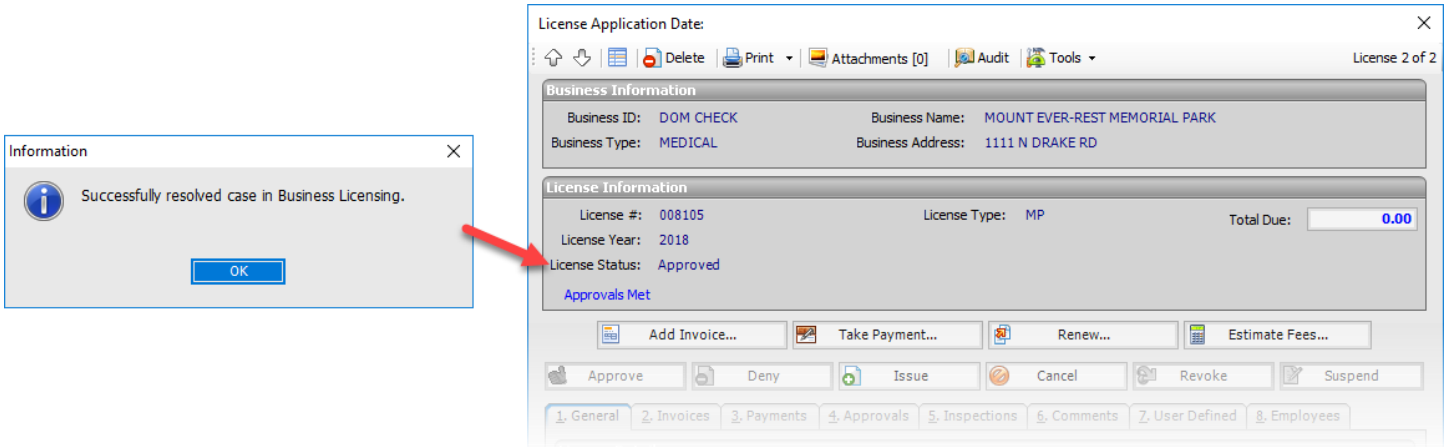 Information
Successfully resolved case in Business Licensing.
OK
License Application Date:
Delete Print Attachments [0] Audit Tools License 2 of 2
Business Information
Business ID: DOM CHECK Business Name: MOUNT EVER-REST MEMORIAL PARK
Business Type: MEDICAL Business Address: 1111 N DRAKE RD
License Information
License #: 008105 License Type: MP Total Due: 0.00
License Year: 2018
License Status: Approved
Approvals Met
Add Invoice... Take Payment... Renew... Estimate Fees...
Approve Deny Issue Cancel Revoke Suspend
1. General 2. Invoices 3. Payments 4. Approvals 5. Inspections 6. Comments 7. User Defined 8. Employees